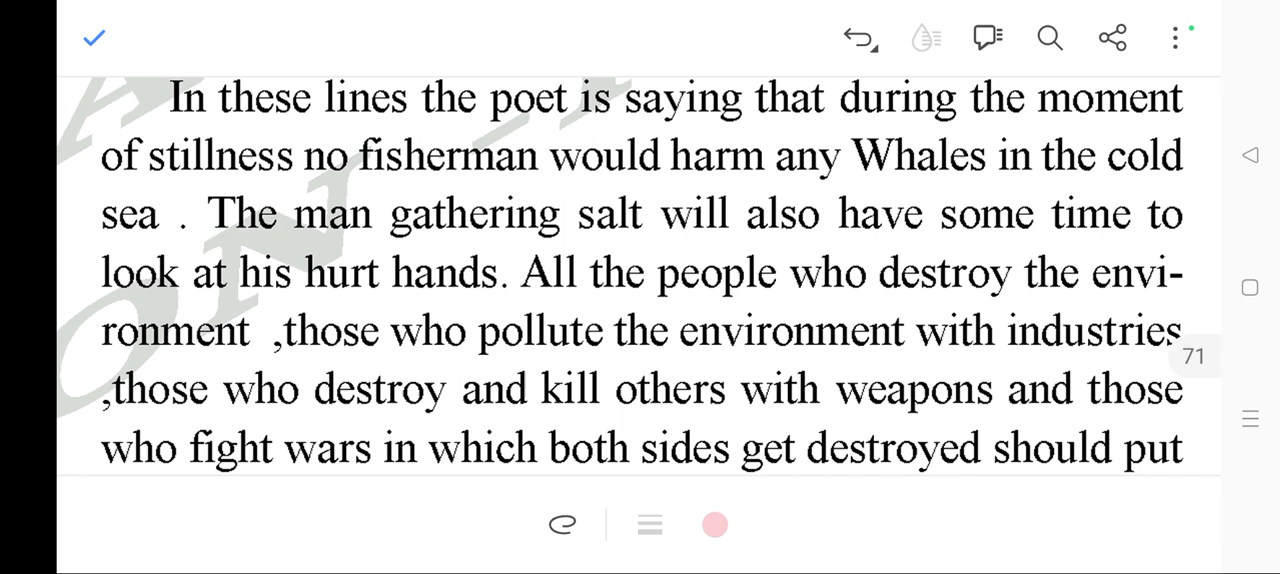 In these lines the poet is saying that during the moment
of stillness no fisherman would harm any Whales in the cold
sea . The man gathering salt will also have some time to
look at his hurt hands. All the people who destroy the envi-
ronment ,those who pollute the environment with industries
71
,those who destroy and kill others with weapons and those
who fight wars in which both sides get destroyed should put